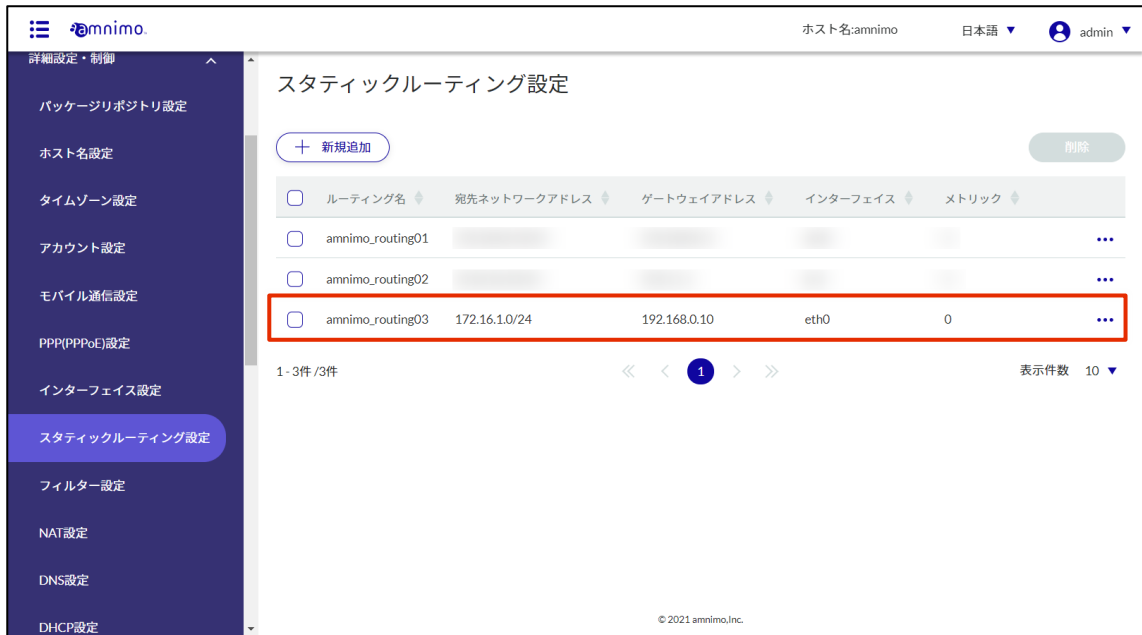 amnimo.
ホスト名:amnimo
日本語 ▼
admin ▼
詳細設定・制御
パッケージリポジトリ設定
ホスト名設定
タイムゾーン設定
アカウント設定
モバイル通信設定
PPP(PPPoE)設定
インターフェイス設定
スタティックルーティング設定
フィルター設定
NAT設定
DNS設定
DHCP設定
スタティックルーティング設定
＋ 新規追加
削除
ルーティング名 宛先ネットワークアドレス ゲートウェイアドレス インターフェイス メトリック
amnimo_routing01
amnimo_routing02
amnimo_routing03 172.16.1.0/24 192.168.0.10 eth0 0
1 - 3件 /3件
1
表示件数 10 ▼
© 2021 amnimo,Inc.